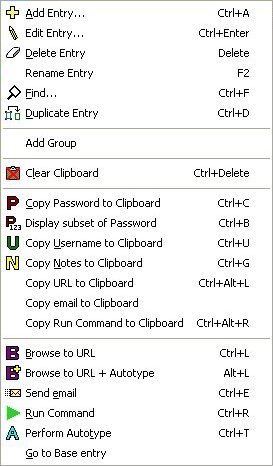 Add Entry... Ctrl+A
Edit Entry... Ctrl+Enter
Delete Entry Delete
Rename Entry F2
Find... Ctrl+F
Duplicate Entry Ctrl+D
Add Group
Clear Clipboard Ctrl+Delete
P Copy Password to Clipboard Ctrl+C
P123 Display subset of Password Ctrl+B
U Copy Username to Clipboard Ctrl+U
N Copy Notes to Clipboard Ctrl+G
Copy URL to Clipboard Ctrl+Alt+L
Copy email to Clipboard
Copy Run Command to Clipboard Ctrl+Alt+R
B Browse to URL Ctrl+L
B Browse to URL + Autotype Alt+L
Send email Ctrl+E
Run Command Ctrl+R
A Perform Autotype Ctrl+T
Go to Base entry